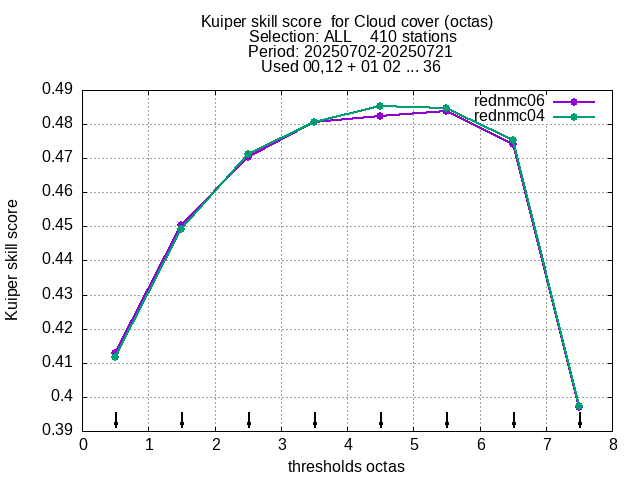 Kuiper skill score  for Cloud cover (octas)
Selection: ALL    410 stations
Period: 20250702-20250721
Used 00,12 + 01 02 ... 36
rednmc06
rednmc04
Kuiper skill score
0.49
0.48
0.47
0.46
0.45
0.44
0.43
0.42
0.41
0.4
0.39
0 1 2 3 4 5 6 7 8
thresholds octas